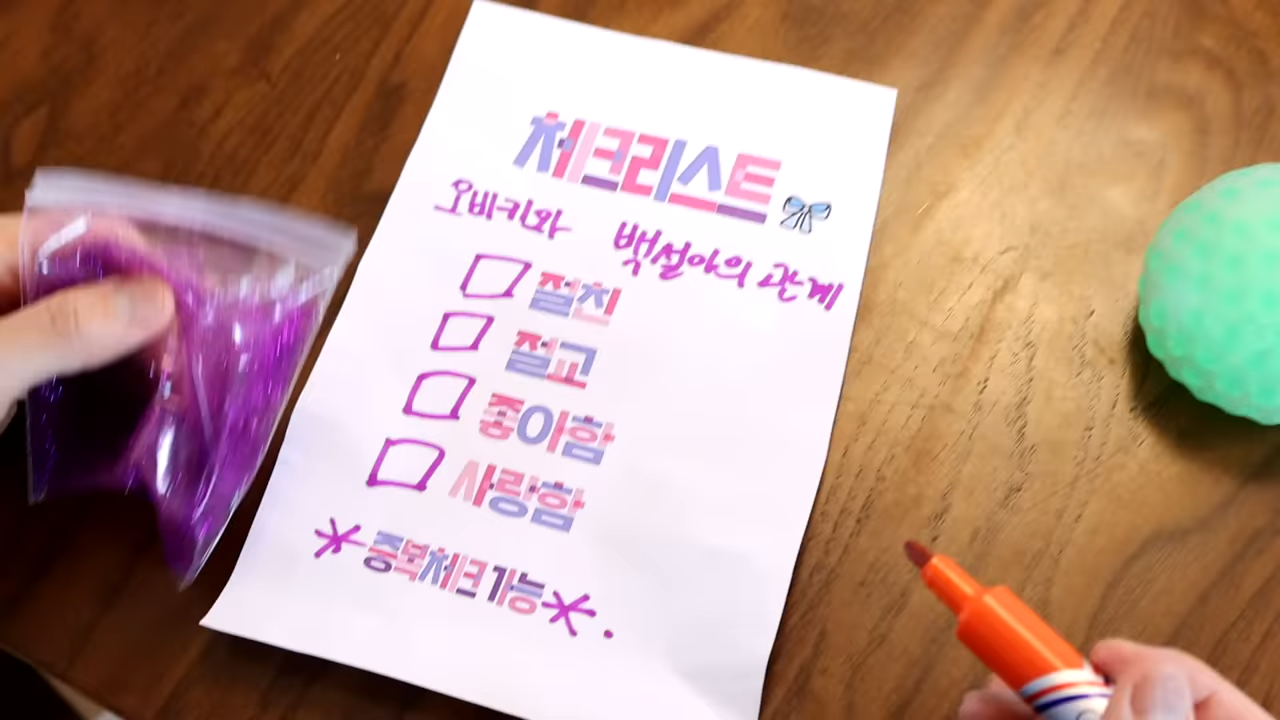 체크리스트
오비키와 백설아의 관계
절친
절교
종아함
사랑함
*중복체크 가능*.